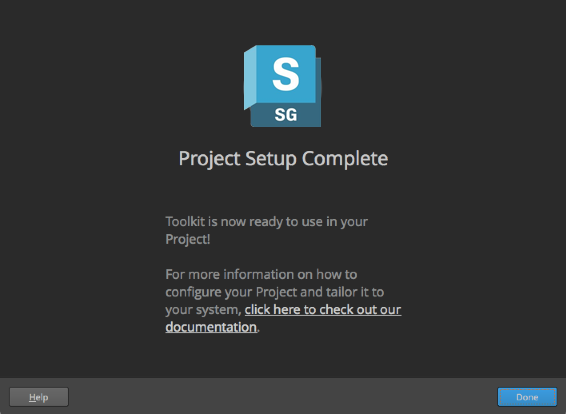 S
SG
Project Setup Complete
Toolkit is now ready to use in your
Project!
For more information on how to
configure your Project and tailor it to
your system, click here to check out our
documentation.
Help
Done